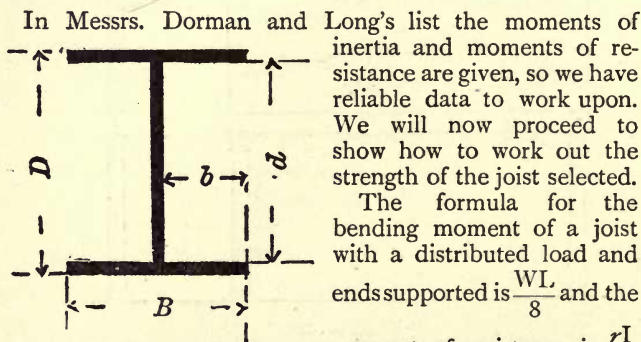 In Messrs. Dorman and Long's list the moments of
inertia and moments of re-
sistance are given, so we have
reliable data to work upon.
We will now proceed to
show how to work out the
strength of the joist selected.
The formula for the
bending moment of a joist
with a distributed load and
ends supported is WL/8 and the
rI
D
b
d
B